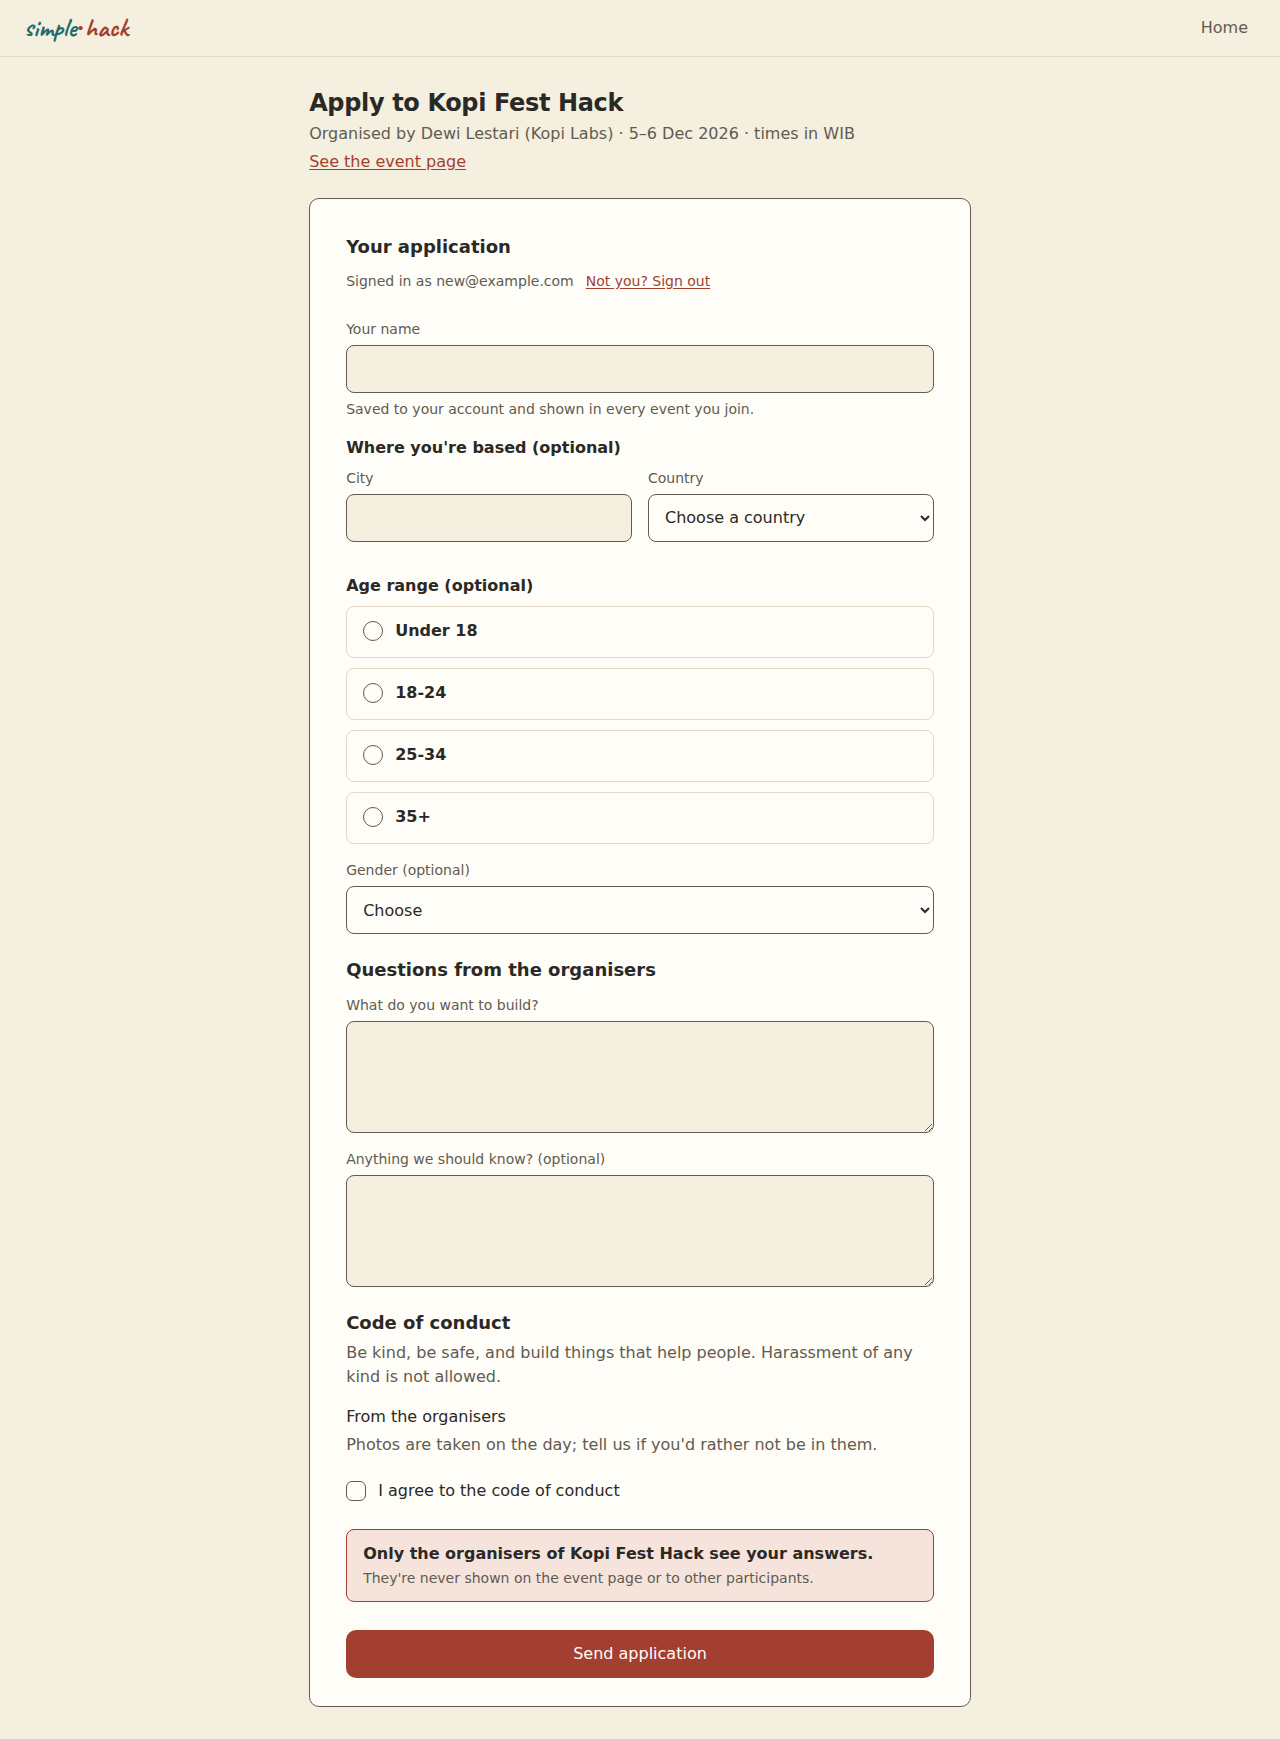 simple·hack
Home
Apply to Kopi Fest Hack
Organised by Dewi Lestari (Kopi Labs) · 5–6 Dec 2026 · times in WIB
See the event page
Your application
Signed in as new@example.com Not you? Sign out
Your name
Saved to your account and shown in every event you join.
Where you're based (optional)
City
Country
Choose a country
Age range (optional)
Under 18
18-24
25-34
35+
Gender (optional)
Choose
Questions from the organisers
What do you want to build?
Anything we should know? (optional)
Code of conduct
Be kind, be safe, and build things that help people. Harassment of any
kind is not allowed.
From the organisers
Photos are taken on the day; tell us if you'd rather not be in them.
I agree to the code of conduct
Only the organisers of Kopi Fest Hack see your answers.
They're never shown on the event page or to other participants.
Send application